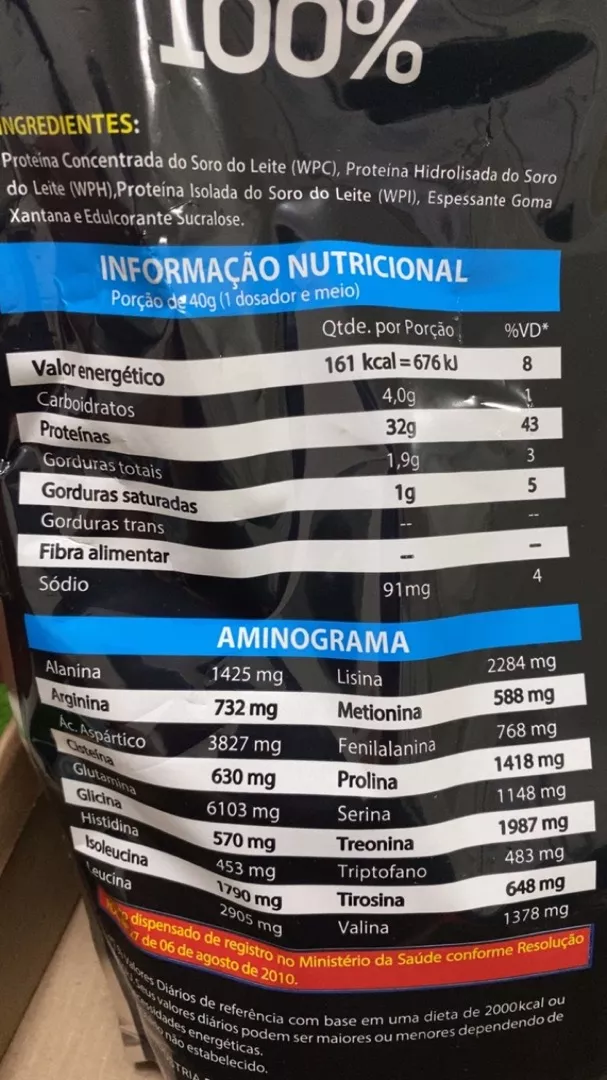 100%
INGREDIENTES:
Proteína Concentrada do Soro do Leite (WPC), Proteína Hidrolisada do Soro
do Leite (WPH),Proteína Isolada do Soro do Leite (WPI), Espessante Goma
Xantana e Edulcorante Sucralose.
INFORMAÇÃO NUTRICIONAL
Porção de 40g (1 dosador e meio)
Qtde. por Porção %VD*
Valor energético 161 kcal = 676 kJ 8
Carboidratos 4,0g 1
Proteínas 32g 43
Gorduras totais 1,9g 3
Gorduras saturadas 1g 5
Gorduras trans -- --
Fibra alimentar -- --
Sódio 91mg 4
AMINOGRAMA
Alanina 1425 mg Lisina 2284 mg
Arginina 732 mg Metionina 588 mg
Ác. Aspártico 3827 mg Fenilalanina 768 mg
Cisteína 630 mg Prolina 1418 mg
Glutamina 6103 mg Serina 1148 mg
Glicina 570 mg Treonina 1987 mg
Histidina 453 mg Triptofano 483 mg
Isoleucina 1790 mg Tirosina 648 mg
Leucina 2905 mg Valina 1378 mg
dispensado de registro no Ministério da Saúde conforme Resolução
27 de 06 de agosto de 2010.
Valores Diários de referência com base em uma dieta de 2000kcal ou
Seus valores diários podem ser maiores ou menores dependendo de
energéticas.
não estabelecido.